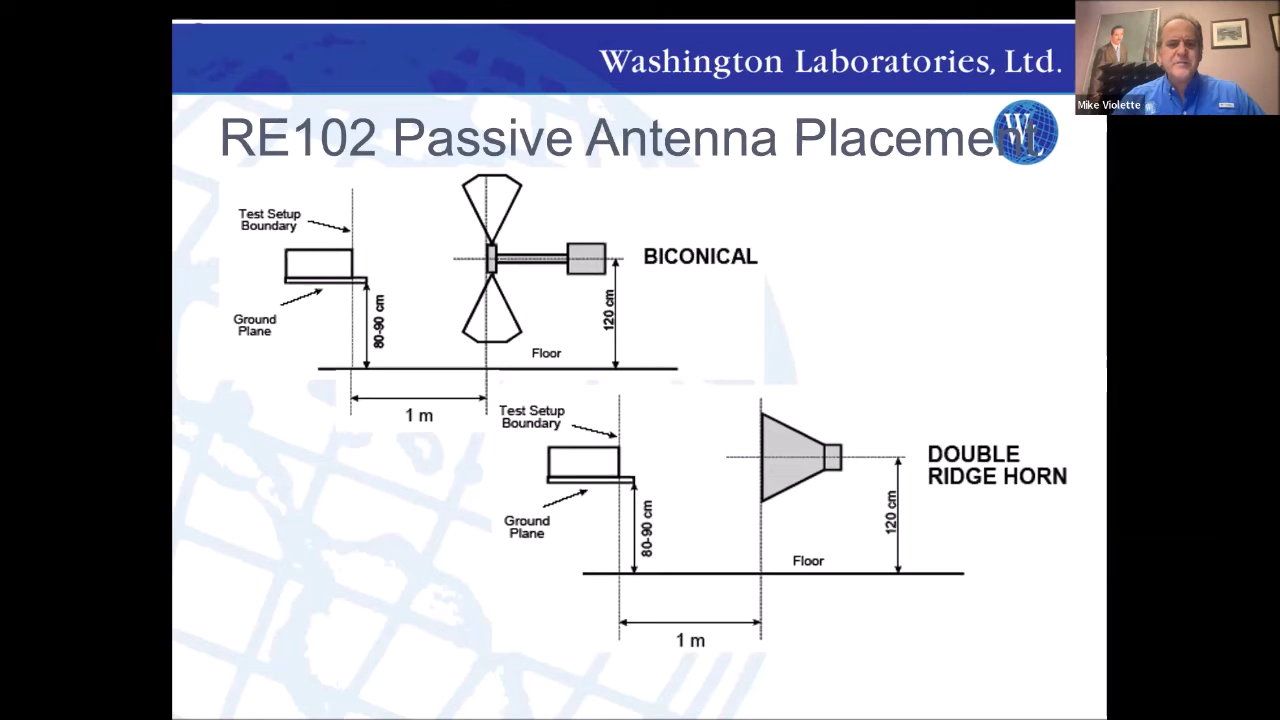 Washington Laboratories, Ltd.
Mike Violette
RE102 Passive Antenna Placement
Test Setup
Boundary
BICONICAL
Ground
Plane
80-90 cm
120 cm
Floor
1 m
Test Setup
Boundary
DOUBLE
RIDGE HORN
Ground
Plane
80-90 cm
120 cm
Floor
1 m